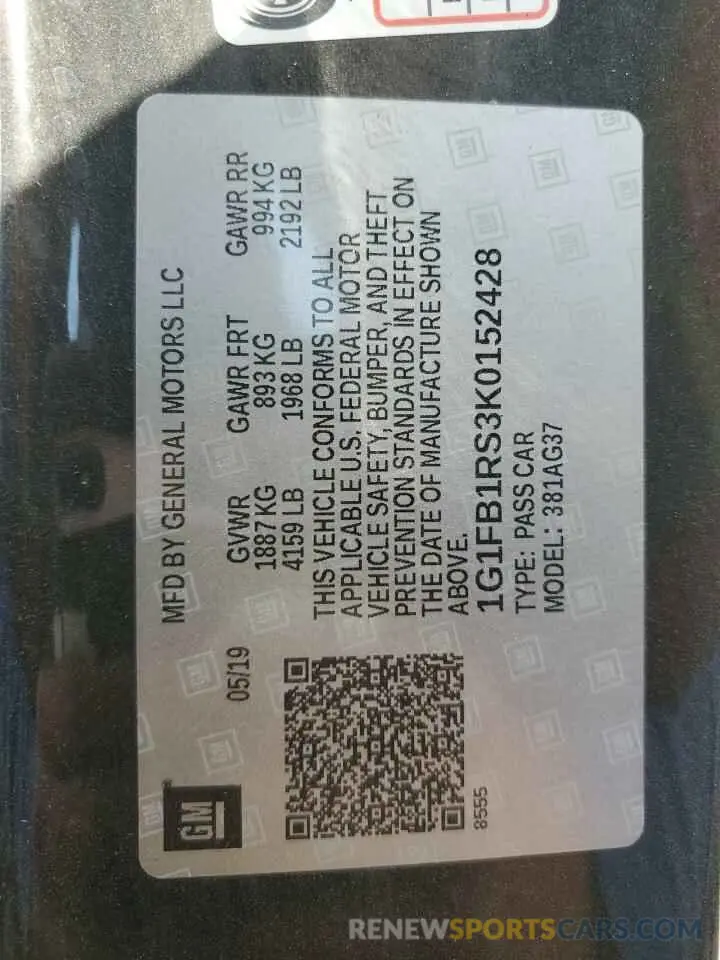 MFD BY GENERAL MOTORS LLC
05/19
GVWR GAWR FRT GAWR RR
1887 KG 893 KG 994 KG
4159 LB 1968 LB 2192 LB
THIS VEHICLE CONFORMS TO ALL
APPLICABLE U.S. FEDERAL MOTOR
VEHICLE SAFETY, BUMPER, AND THEFT
PREVENTION STANDARDS IN EFFECT ON
THE DATE OF MANUFACTURE SHOWN
ABOVE.
1G1FB1RS3K0152428
TYPE: PASS CAR
MODEL: 381AG37
GM
8555
RENEWSPORTSCARS.COM